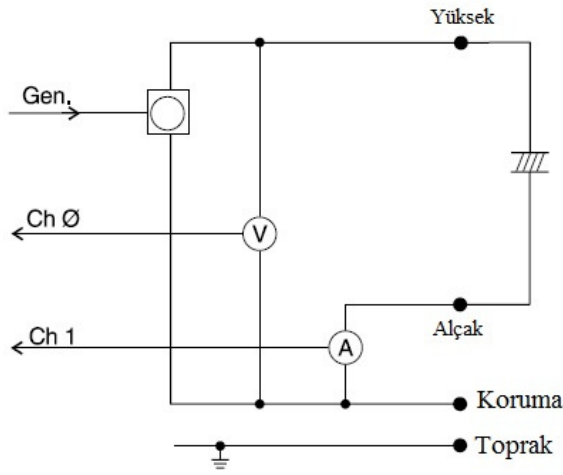 Yüksek
Gen.
Ch Ø
V
Ch 1
A
Alçak
Koruma
Toprak